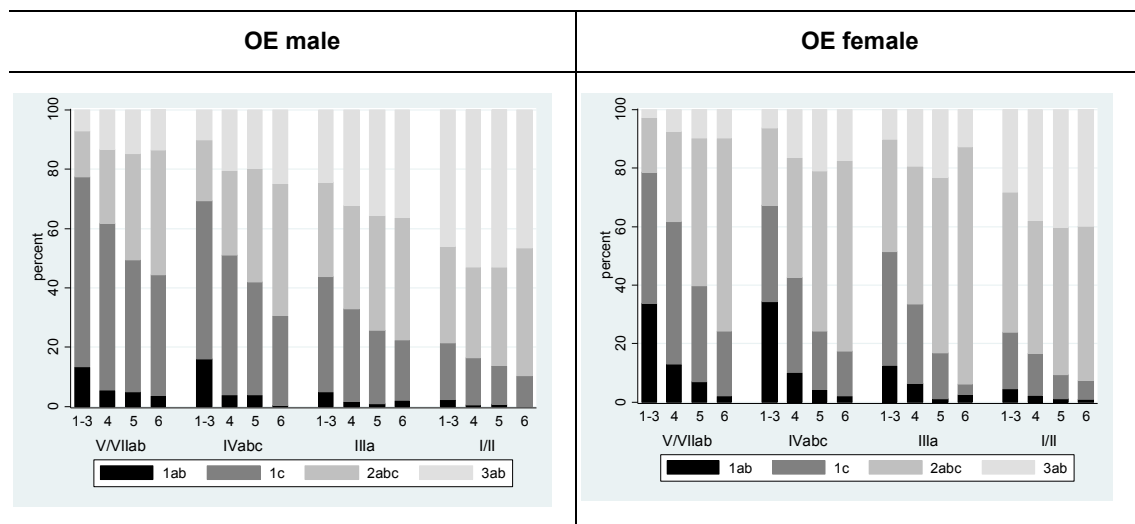 OE male
OE female
100
80
60
40
20
0
percent
1-3 4 5 6 1-3 4 5 6 1-3 4 5 6 1-3 4 5 6
V/VIIab IVabc IIIa I/II
1ab 1c 2abc 3ab
100
80
60
40
20
0
percent
1-3 4 5 6 1-3 4 5 6 1-3 4 5 6 1-3 4 5 6
V/VIIab IVabc IIIa I/II
1ab 1c 2abc 3ab